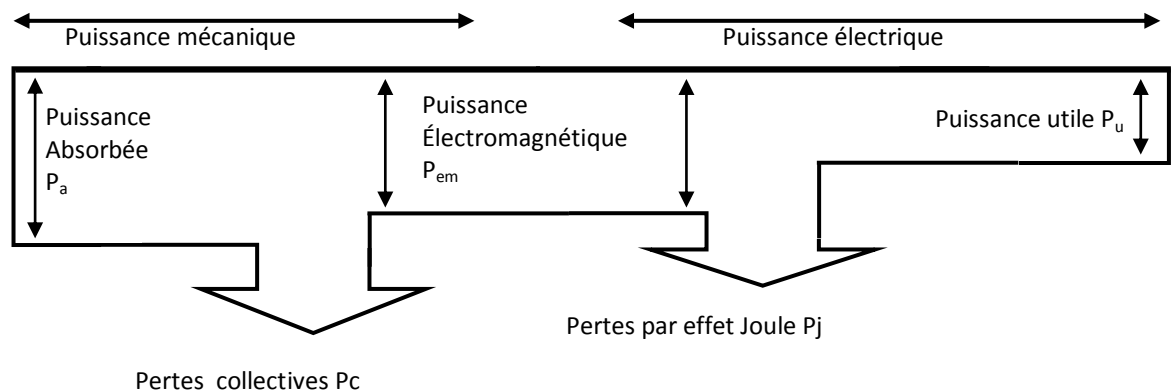 Puissance mécanique
Puissance électrique
Puissance
Absorbée
Pₐ
Puissance
Électromagnétique
Pₑₘ
Puissance utile Pᵤ
Pertes par effet Joule Pj
Pertes  collectives Pc